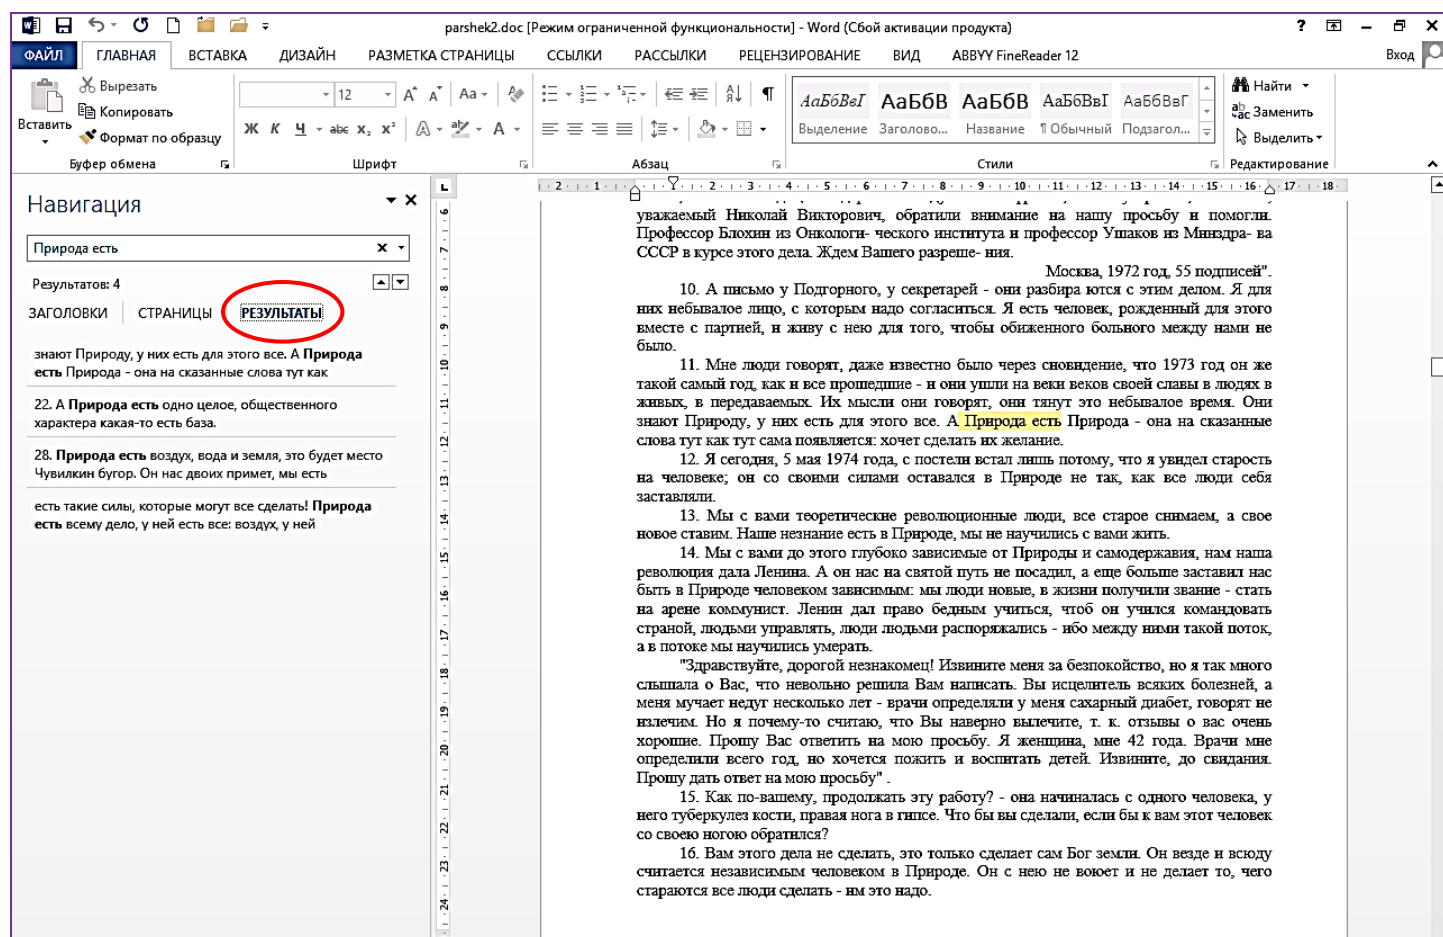 parshek2.doc [Режим ограниченной функциональности] - Word (Сбой активации продукта)
ФАЙЛ ГЛАВНАЯ ВСТАВКА ДИЗАЙН РАЗМЕТКА СТРАНИЦЫ ССЫЛКИ РАССЫЛКИ РЕЦЕНЗИРОВАНИЕ ВИД ABBYY FineReader 12 Вход
Вставить
Вырезать
Копировать
Формат по образцу
Буфер обмена
12
Ж К Ч abc x₂ x²
Шрифт
Абзац
АаБбВвІ АаБбВ АаБбВ АаБбВвІ АаБбВвГ
Выделение Заголово... Название ¶ Обычный Подзагол...
Стили
Найти
Заменить
Выделить
Редактирование
Навигация
Природа есть
Результатов: 4
ЗАГОЛОВКИ СТРАНИЦЫ РЕЗУЛЬТАТЫ
знают Природу, у них есть для этого все. А Природа
есть Природа - она на сказанные слова тут как
22. А Природа есть одно целое, общественного
характера какая-то есть база.
28. Природа есть воздух, вода и земля, это будет место
Чувилкин бугор. Он нас двоих примет, мы есть
есть такие силы, которые могут все сделать! Природа
есть всему дело, у ней есть все: воздух, у ней
уважаемый Николай Викторович, обратили внимание на нашу просьбу и помогли.
Профессор Блохин из Онкологи- ческого института и профессор Ушаков из Минздра- ва
СССР в курсе этого дела. Ждем Вашего разреше- ния.
Москва, 1972 год, 55 подписей".
10. А письмо у Подгорного, у секретарей - они разбира ются с этим делом. Я для
них небывалое лицо, с которым надо согласиться. Я есть человек, рожденный для этого
вместе с партией, и живу с нею для того, чтобы обиженного больного между нами не
было.
11. Мне люди говорят, даже известно было через сновидение, что 1973 год он же
такой самый год, как и все прошедшие - и они ушли на веки веков своей славы в людях в
живых, в передаваемых. Их мысли они говорят, они тянут это небывалое время. Они
знают Природу, у них есть для этого все. А Природа есть Природа - она на сказанные
слова тут как тут сама появляется: хочет сделать их желание.
12. Я сегодня, 5 мая 1974 года, с постели встал лишь потому, что я увидел старость
на человеке; он со своими силами оставался в Природе не так, как все люди себя
заставляли.
13. Мы с вами теоретические революционные люди, все старое снимаем, а свое
новое ставим. Наше незнание есть в Природе, мы не научились с вами жить.
14. Мы с вами до этого глубоко зависимые от Природы и самодержавия, нам наша
революция дала Ленина. А он нас на святой путь не посадил, а еще больше заставил нас
быть в Природе человеком зависимым: мы люди новые, в жизни получили звание - стать
на арене коммунист. Ленин дал право бедным учиться, чтоб он учился командовать
страной, людьми управлять, люди людьми распоряжались - ибо между ними такой поток,
а в потоке мы научились умирать.
"Здравствуйте, дорогой незнакомец! Извините меня за безпокойство, но я так много
слышала о Вас, что невольно решила Вам написать. Вы исцелитель всяких болезней, а
меня мучает недуг несколько лет - врачи определяли у меня сахарный диабет, говорят не
излечим. Но я почему-то считаю, что Вы наверно вылечите, т. к. отзывы о вас очень
хорошие. Прошу Вас ответить на мою просьбу. Я женщина, мне 42 года. Врачи мне
определили всего год, но хочется пожить и воспитать детей. Извините, до свидания.
Прошу дать ответ на мою просьбу" .
15. Как по-вашему, продолжать эту работу? - она начиналась с одного человека, у
него туберкулез кости, правая нога в гипсе. Что бы вы сделали, если бы к вам этот человек
со своею ногою обратился?
16. Вам этого дела не сделать, это только сделает сам Бог земли. Он везде и всюду
считается независимым человеком в Природе. Он с нею не воюет и не делает то, чего
стараются все люди сделать - им это надо.